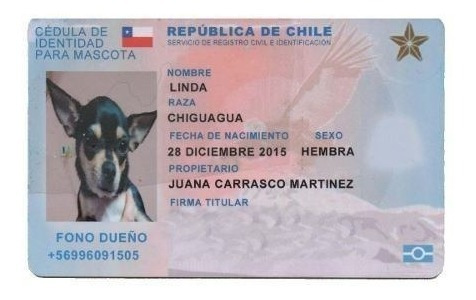 CÉDULA DE
IDENTIDAD
PARA MASCOTA
REPÚBLICA DE CHILE
SERVICIO DE REGISTRO CIVIL E IDENTIFICACIÓN
NOMBRE
LINDA
RAZA
CHIGUAGUA
FECHA DE NACIMIENTO SEXO
28 DICIEMBRE 2015 HEMBRA
PROPIETARIO
JUANA CARRASCO MARTINEZ
FIRMA TITULAR
FONO DUEÑO
+56996091505